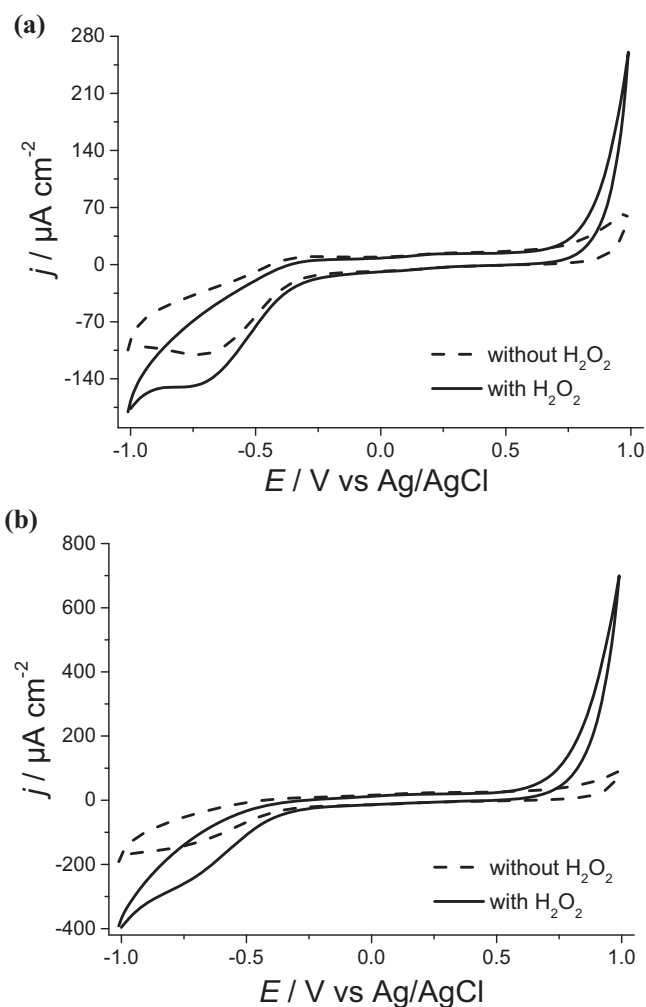 (a)
280
210
140
70
0
-70
-140
j / μA cm⁻²
without H₂O₂
with H₂O₂
-1.0 -0.5 0.0 0.5 1.0
E / V vs Ag/AgCl
(b)
800
600
400
200
0
-200
-400
j / μA cm⁻²
without H₂O₂
with H₂O₂
-1.0 -0.5 0.0 0.5 1.0
E / V vs Ag/AgCl